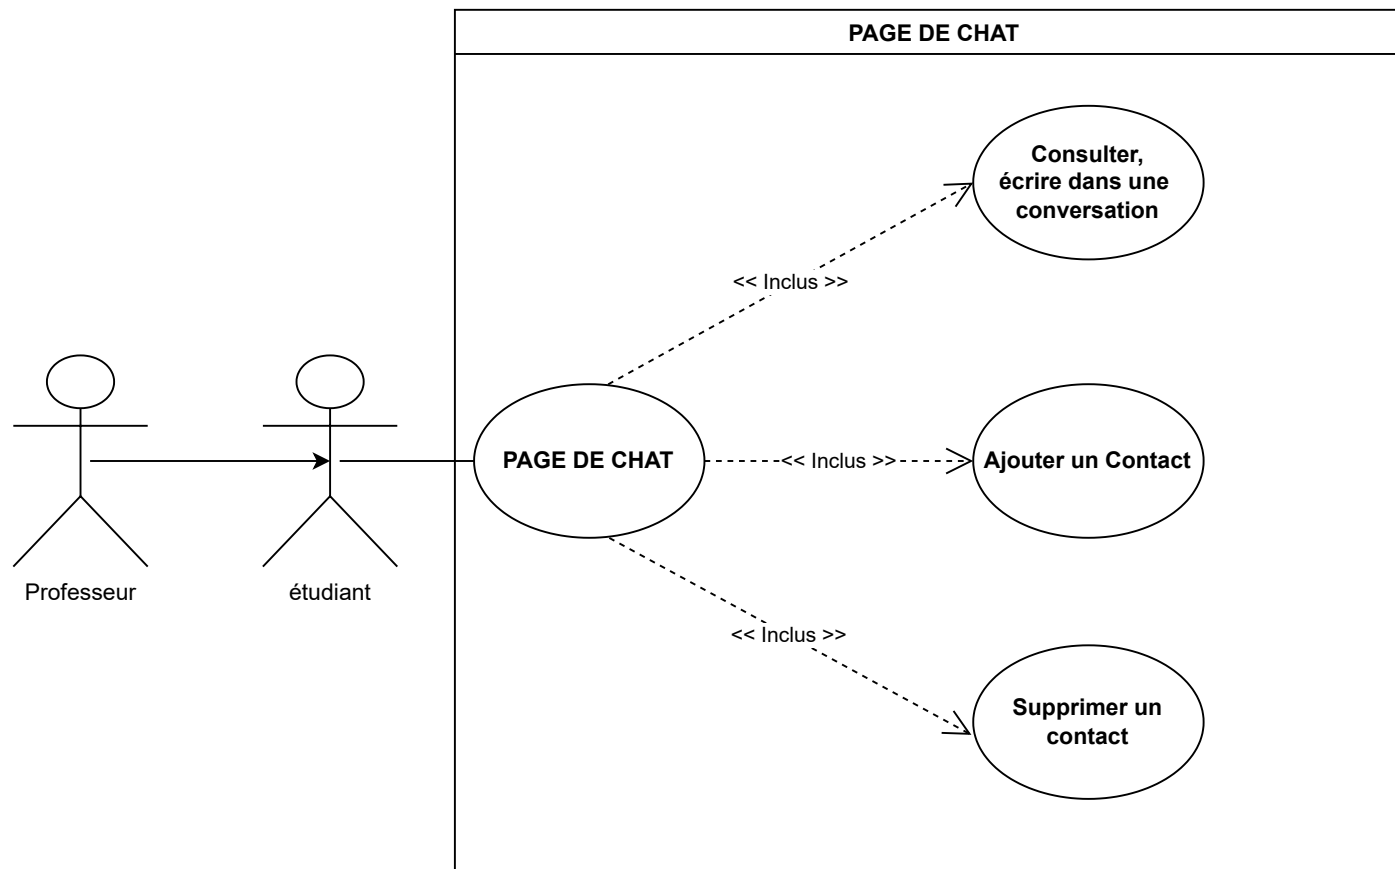 PAGE DE CHAT
Consulter,
écrire dans une
conversation
<< Inclus >>
PAGE DE CHAT
<< Inclus >>
Ajouter un Contact
Professeur
étudiant
<< Inclus >>
Supprimer un
contact